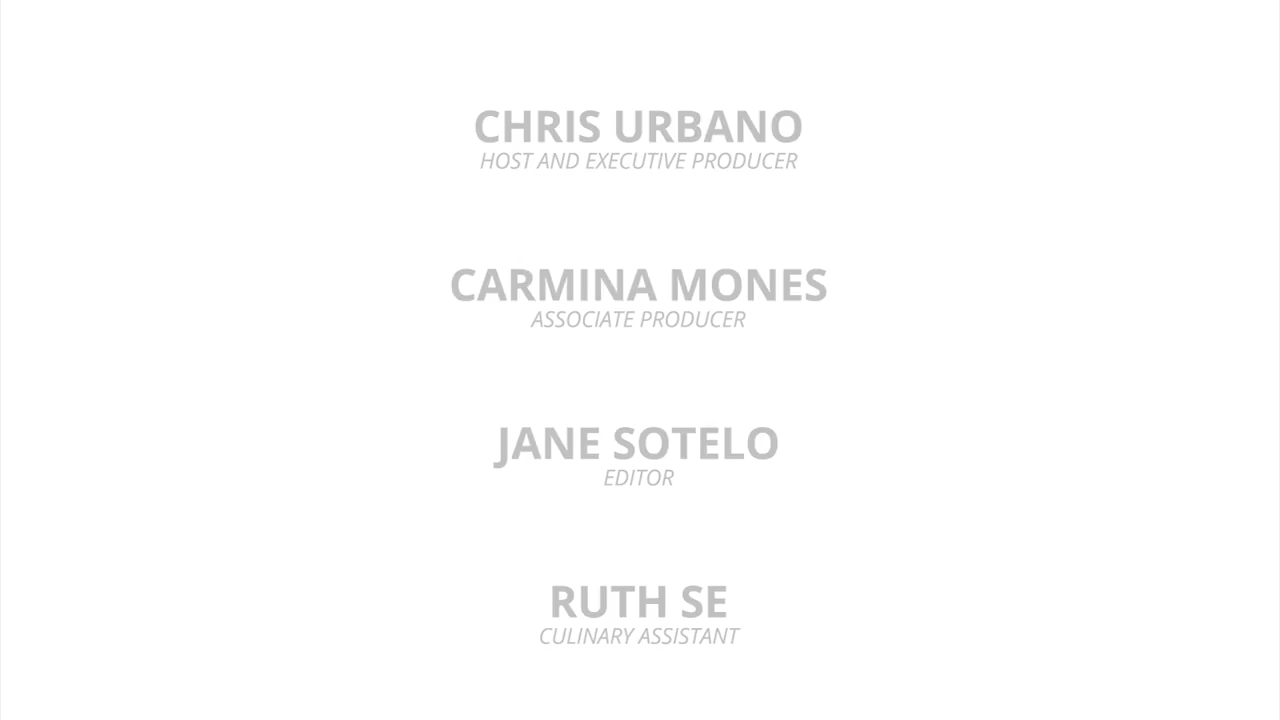 CHRIS URBANO
HOST AND EXECUTIVE PRODUCER
CARMINA MONES
ASSOCIATE PRODUCER
JANE SOTELO
EDITOR
RUTH SE
CULINARY ASSISTANT